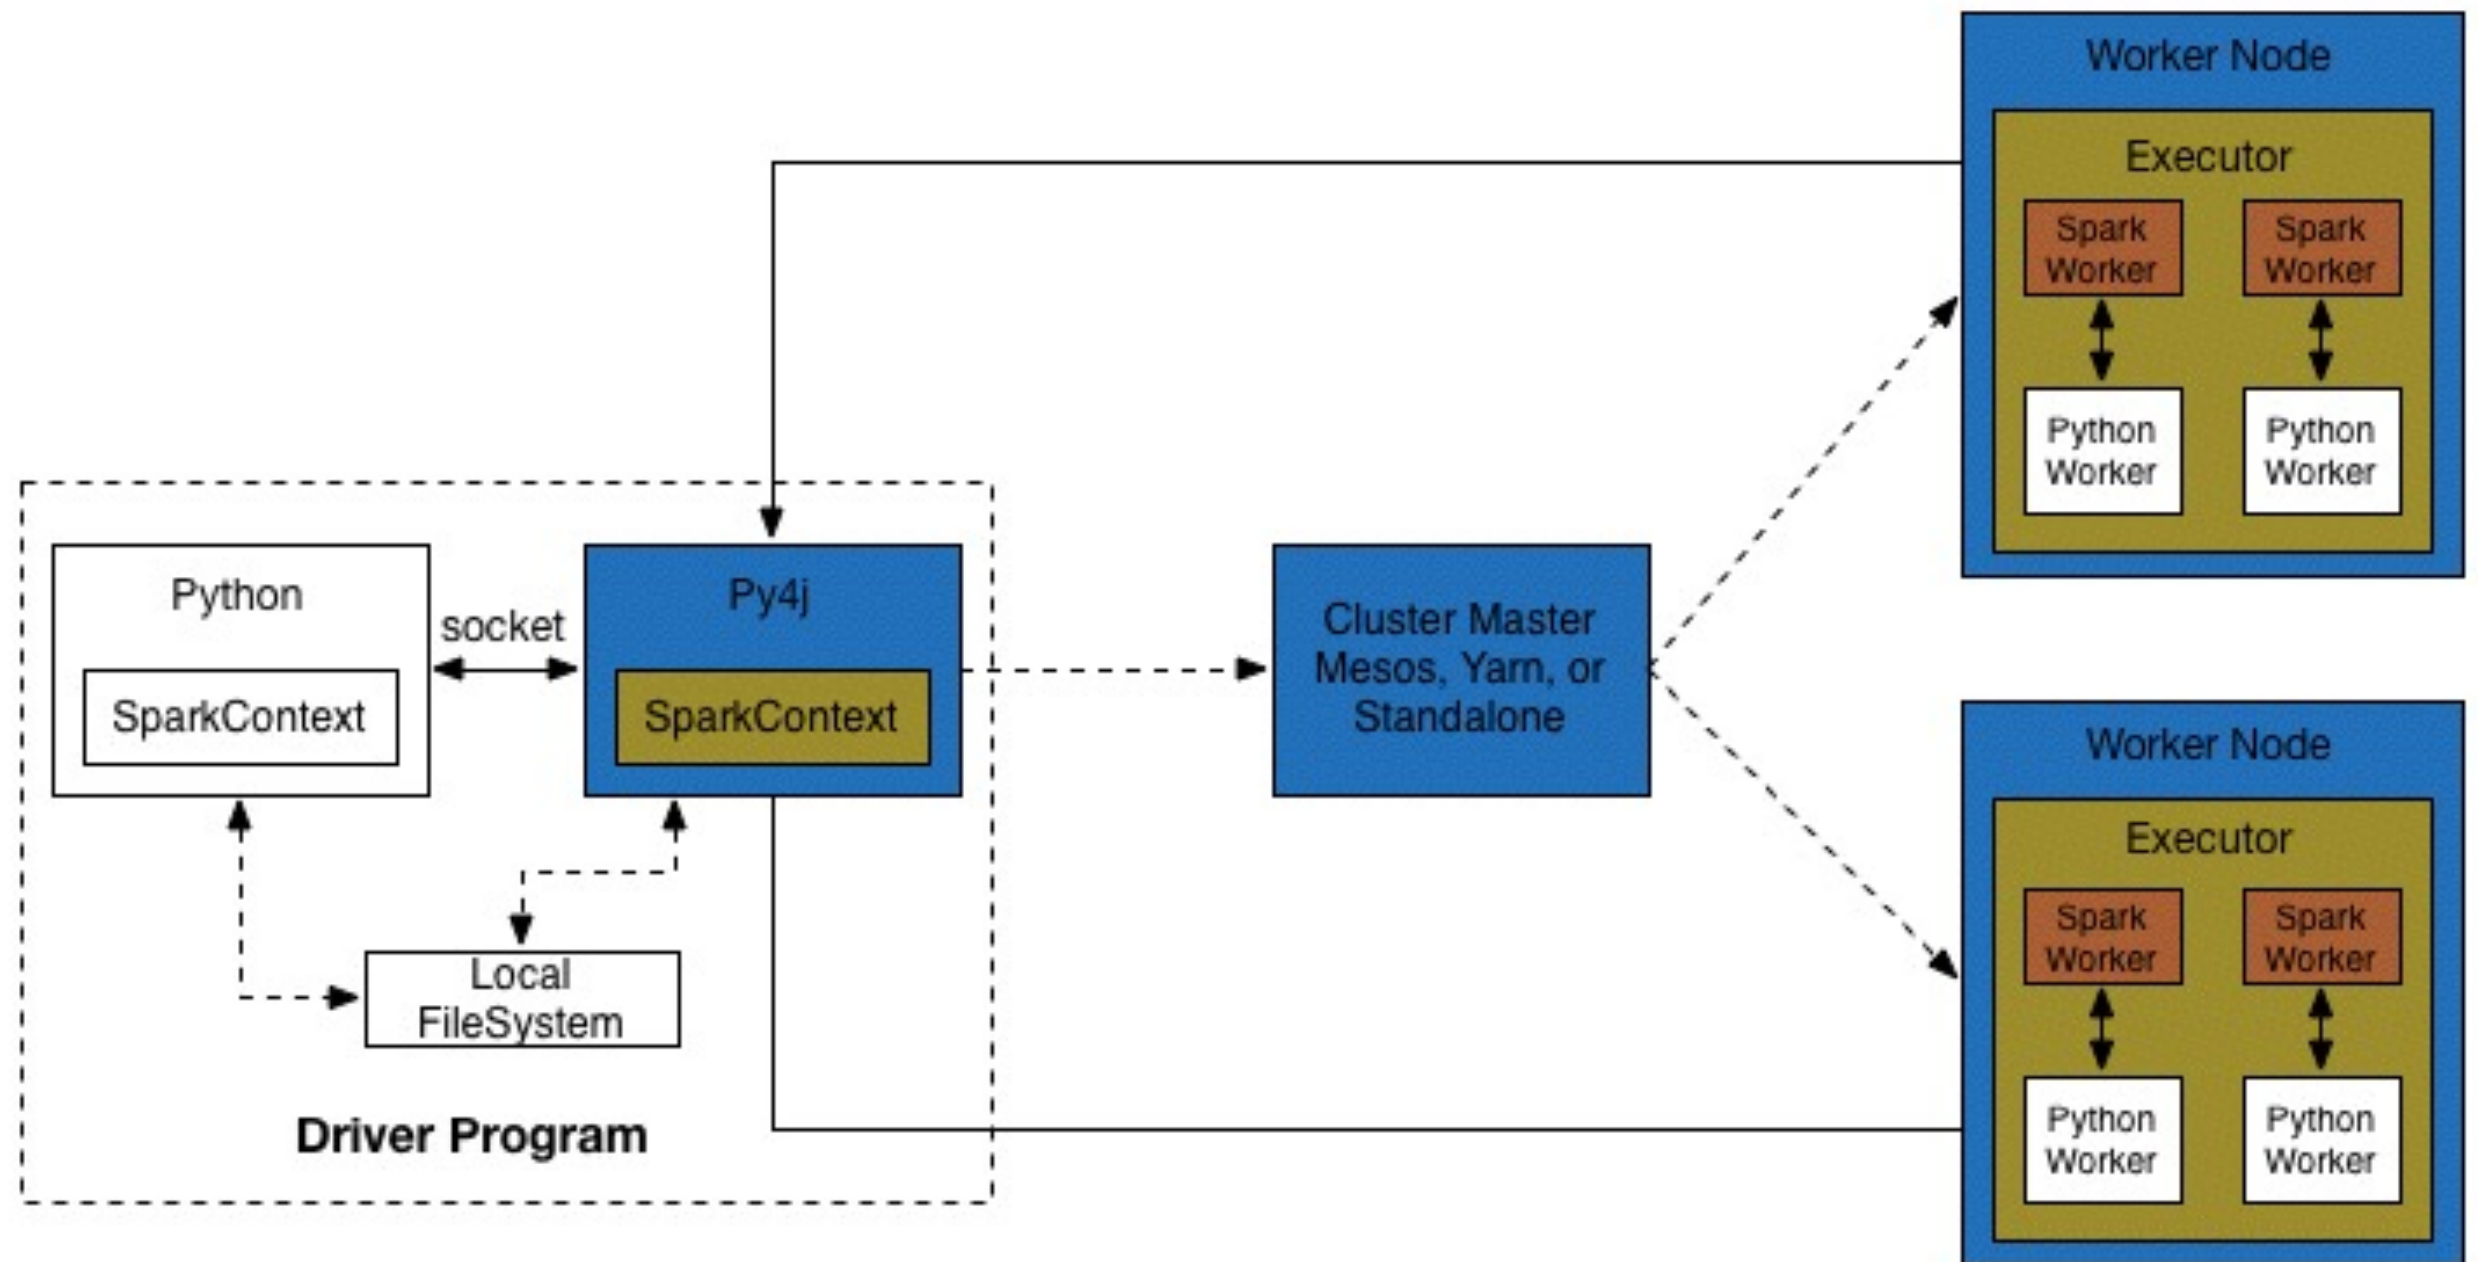 Worker Node
Executor
Spark
Worker
Spark
Worker
Python
Worker
Python
Worker
Python
SparkContext
socket
Py4j
SparkContext
Local
FileSystem
Driver Program
Cluster Master
Mesos, Yarn, or
Standalone
Worker Node
Executor
Spark
Worker
Spark
Worker
Python
Worker
Python
Worker